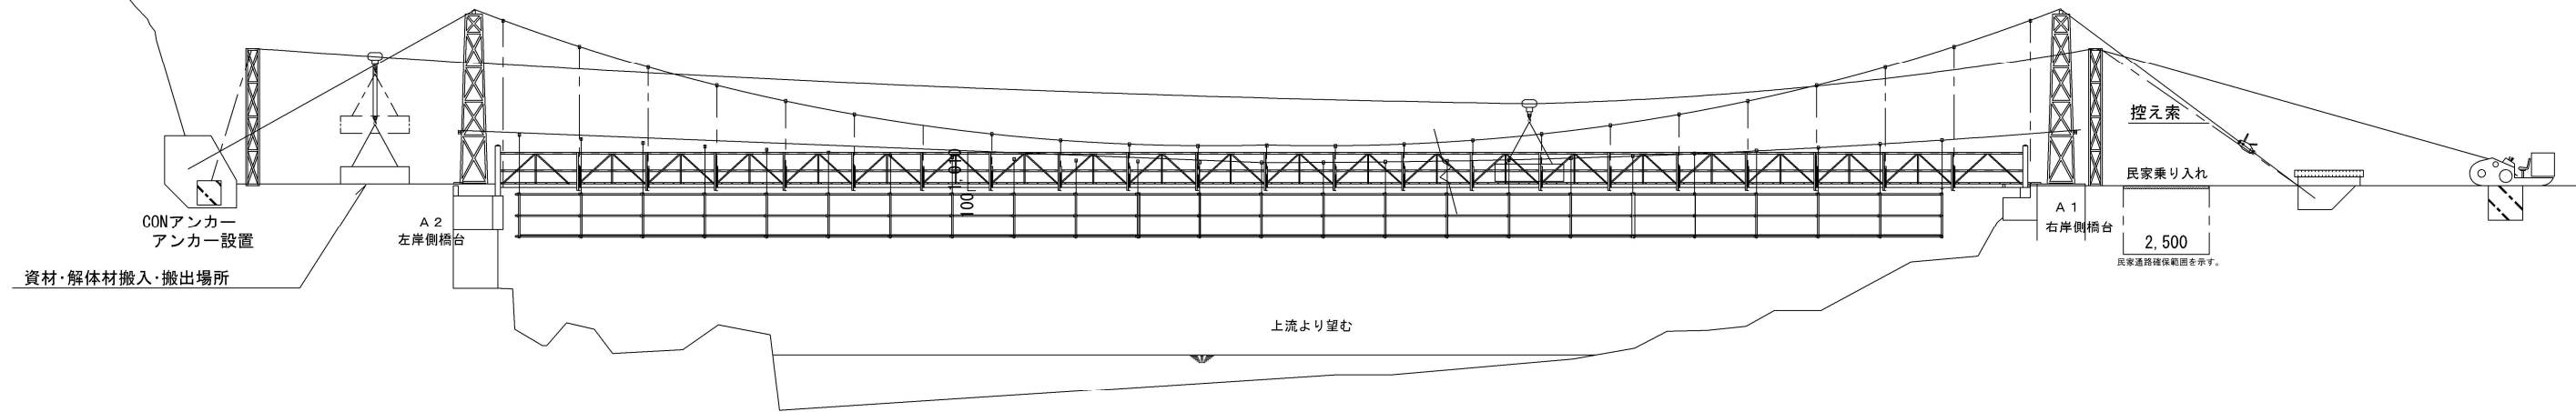 控え索
民家乗り入れ
CONアンカー
アンカー設置
A2
左岸側橋台
A1
右岸側橋台
2,500
民家通路確保範囲を示す。
資材・解体材搬入・搬出場所
上流より望む
100